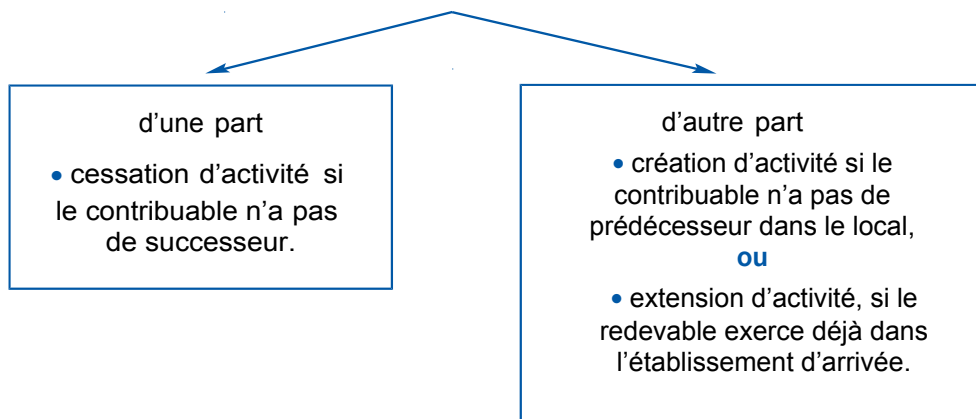 d'une part
• cessation d'activité si
le contribuable n'a pas
de successeur.
d'autre part
• création d'activité si le
contribuable n'a pas de
prédécesseur dans le local,
ou
• extension d'activité, si le
redevable exerce déjà dans
l'établissement d'arrivée.